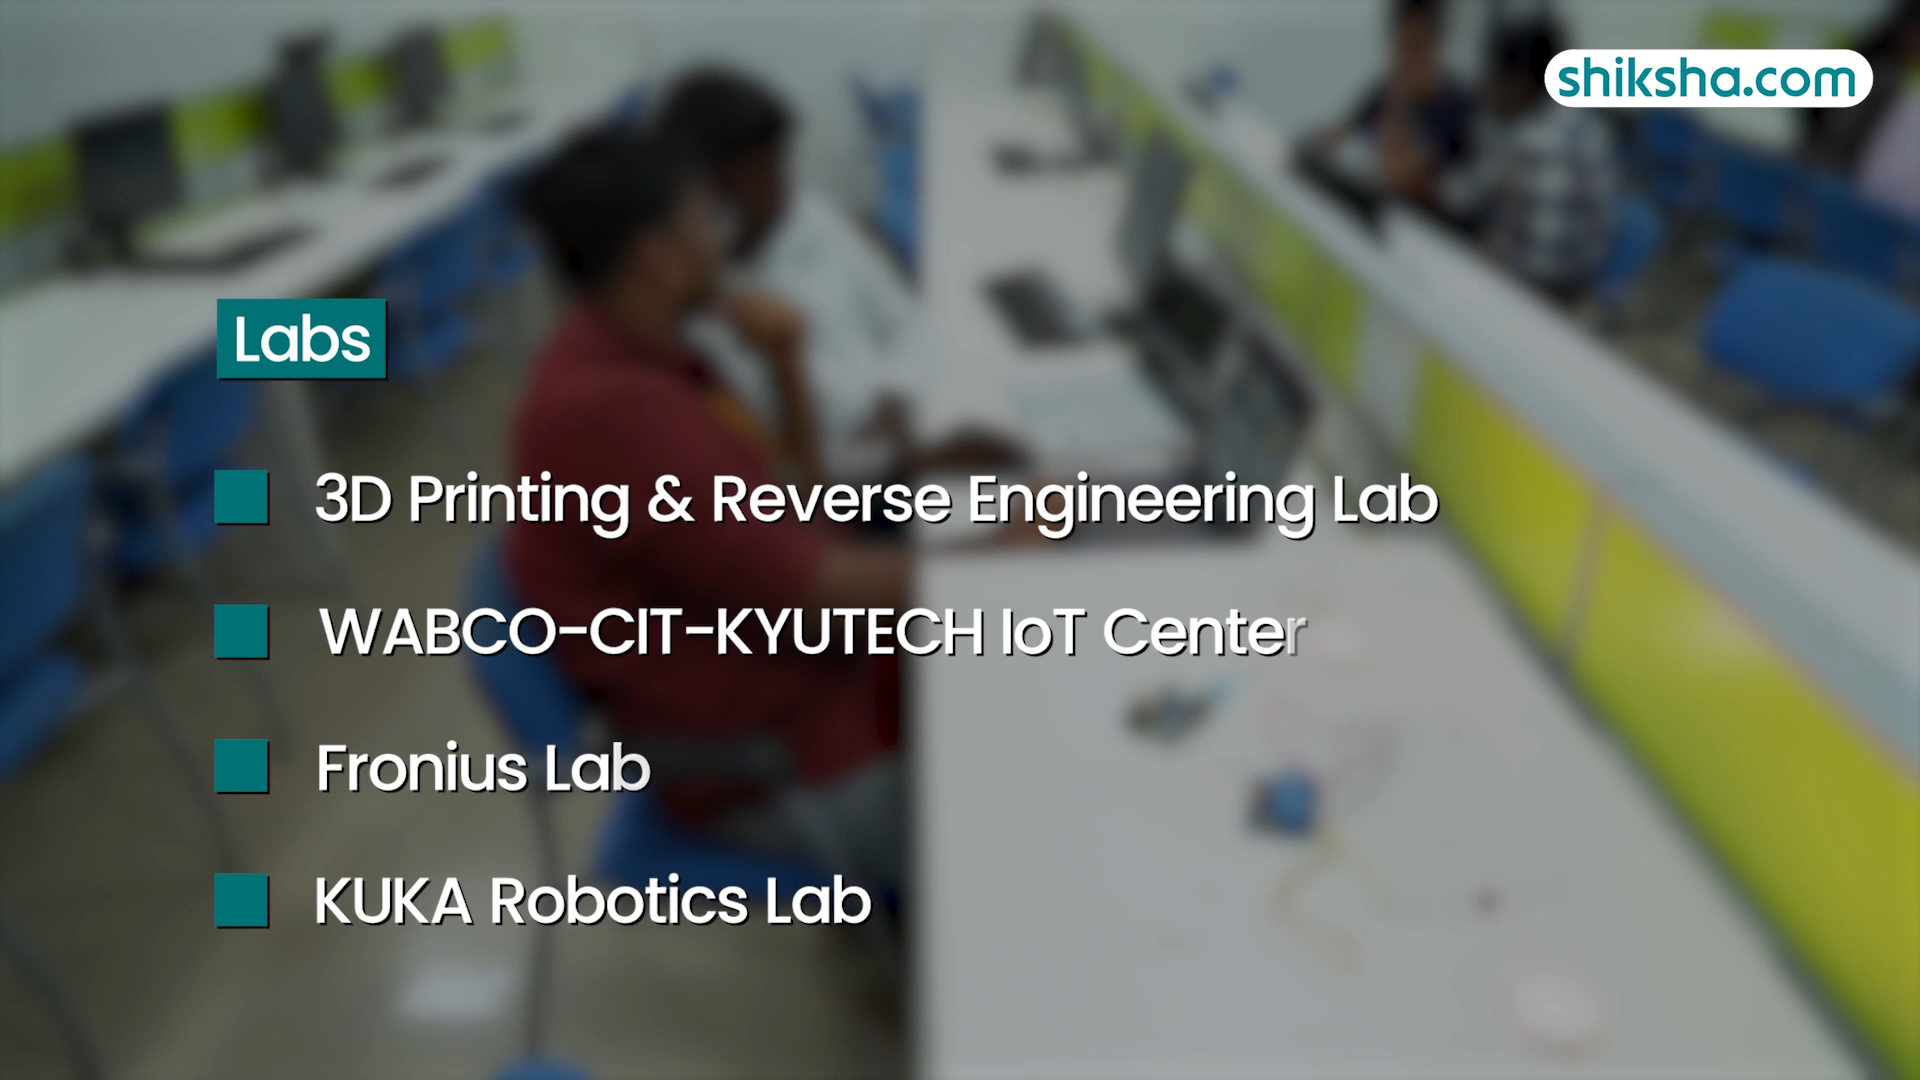 shiksha.com
Labs
3D Printing & Reverse Engineering Lab
WABCO-CIT-KYUTECH IoT Center
Fronius Lab
KUKA Robotics Lab